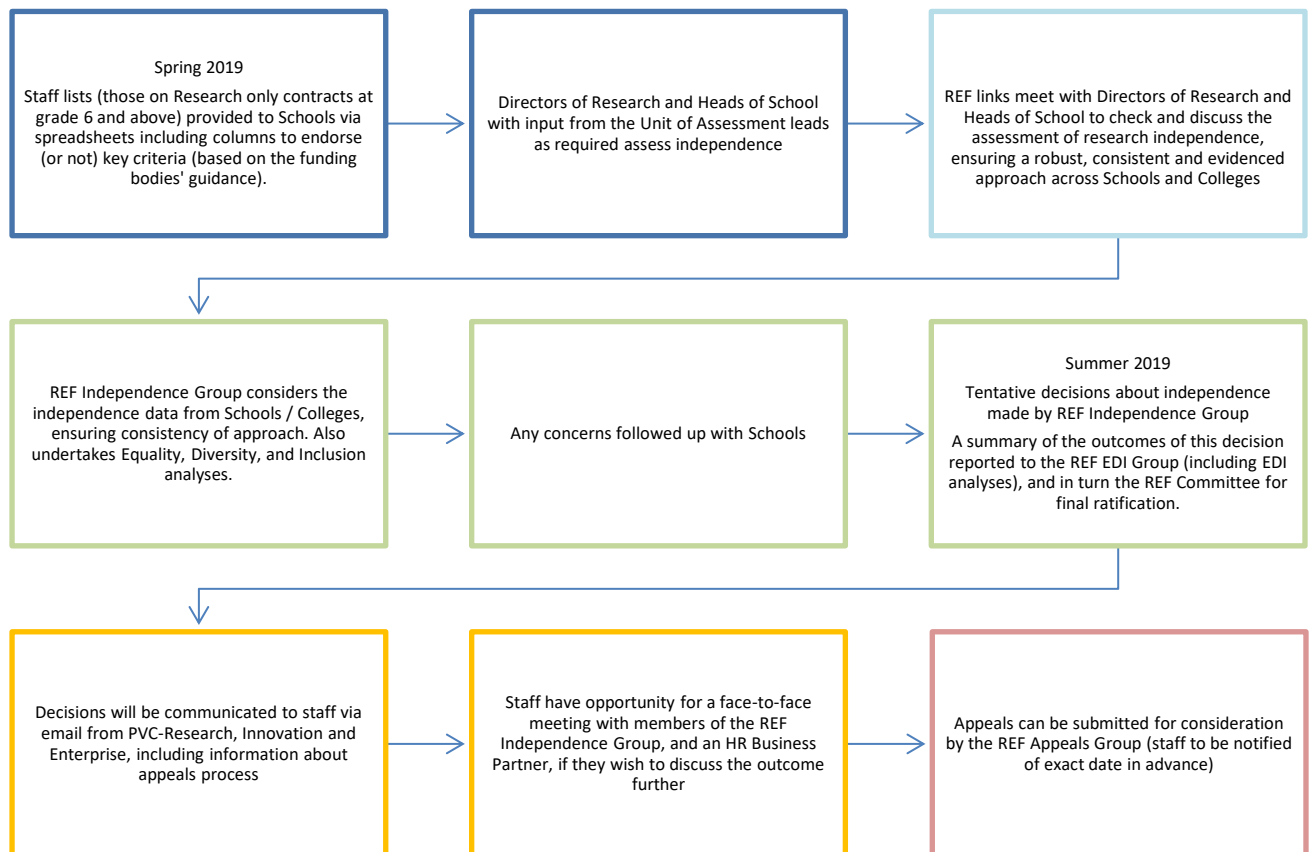 Spring 2019
Staff lists (those on Research only contracts at
grade 6 and above) provided to Schools via
spreadsheets including columns to endorse
(or not) key criteria (based on the funding
bodies' guidance).
Directors of Research and Heads of School
with input from the Unit of Assessment leads
as required assess independence
REF links meet with Directors of Research and
Heads of School to check and discuss the
assessment of research independence,
ensuring a robust, consistent and evidenced
approach across Schools and Colleges
REF Independence Group considers the
independence data from Schools / Colleges,
ensuring consistency of approach. Also
undertakes Equality, Diversity, and Inclusion
analyses.
Any concerns followed up with Schools
Summer 2019
Tentative decisions about independence
made by REF Independence Group
A summary of the outcomes of this decision
reported to the REF EDI Group (including EDI
analyses), and in turn the REF Committee for
final ratification.
Decisions will be communicated to staff via
email from PVC-Research, Innovation and
Enterprise, including information about
appeals process
Staff have opportunity for a face-to-face
meeting with members of the REF
Independence Group, and an HR Business
Partner, if they wish to discuss the outcome
further
Appeals can be submitted for consideration
by the REF Appeals Group (staff to be notified
of exact date in advance)